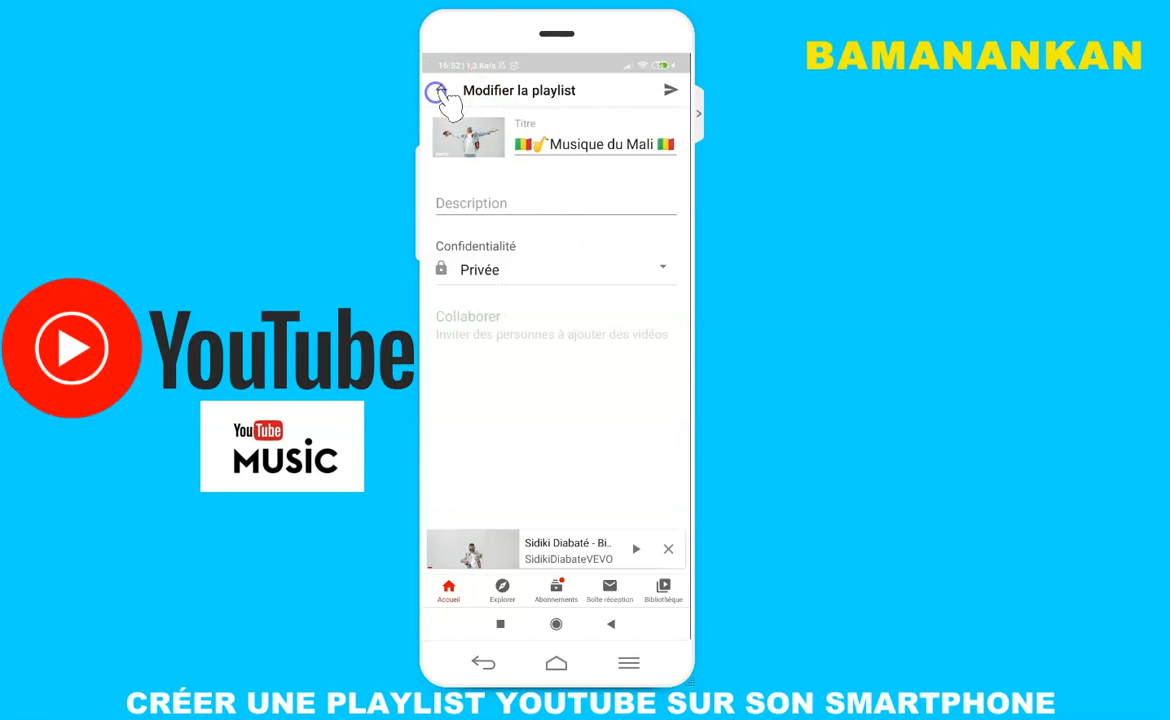 BAMANANKAN
16:52 | 1,3 Ko/s
Modifier la playlist
Titre
🇲🇱🎷Musique du Mali 🇲🇱
Description
Confidentialité
Privée
Collaborer
Inviter des personnes à ajouter des vidéos
YouTube
YouTube
MUSIC
Sidiki Diabaté - Bi..
SidikiDiabateVEVO
Accueil
Explorer
Abonnements
Boîte réception
Bibliothèque
CRÉER UNE PLAYLIST YOUTUBE SUR SON SMARTPHONE